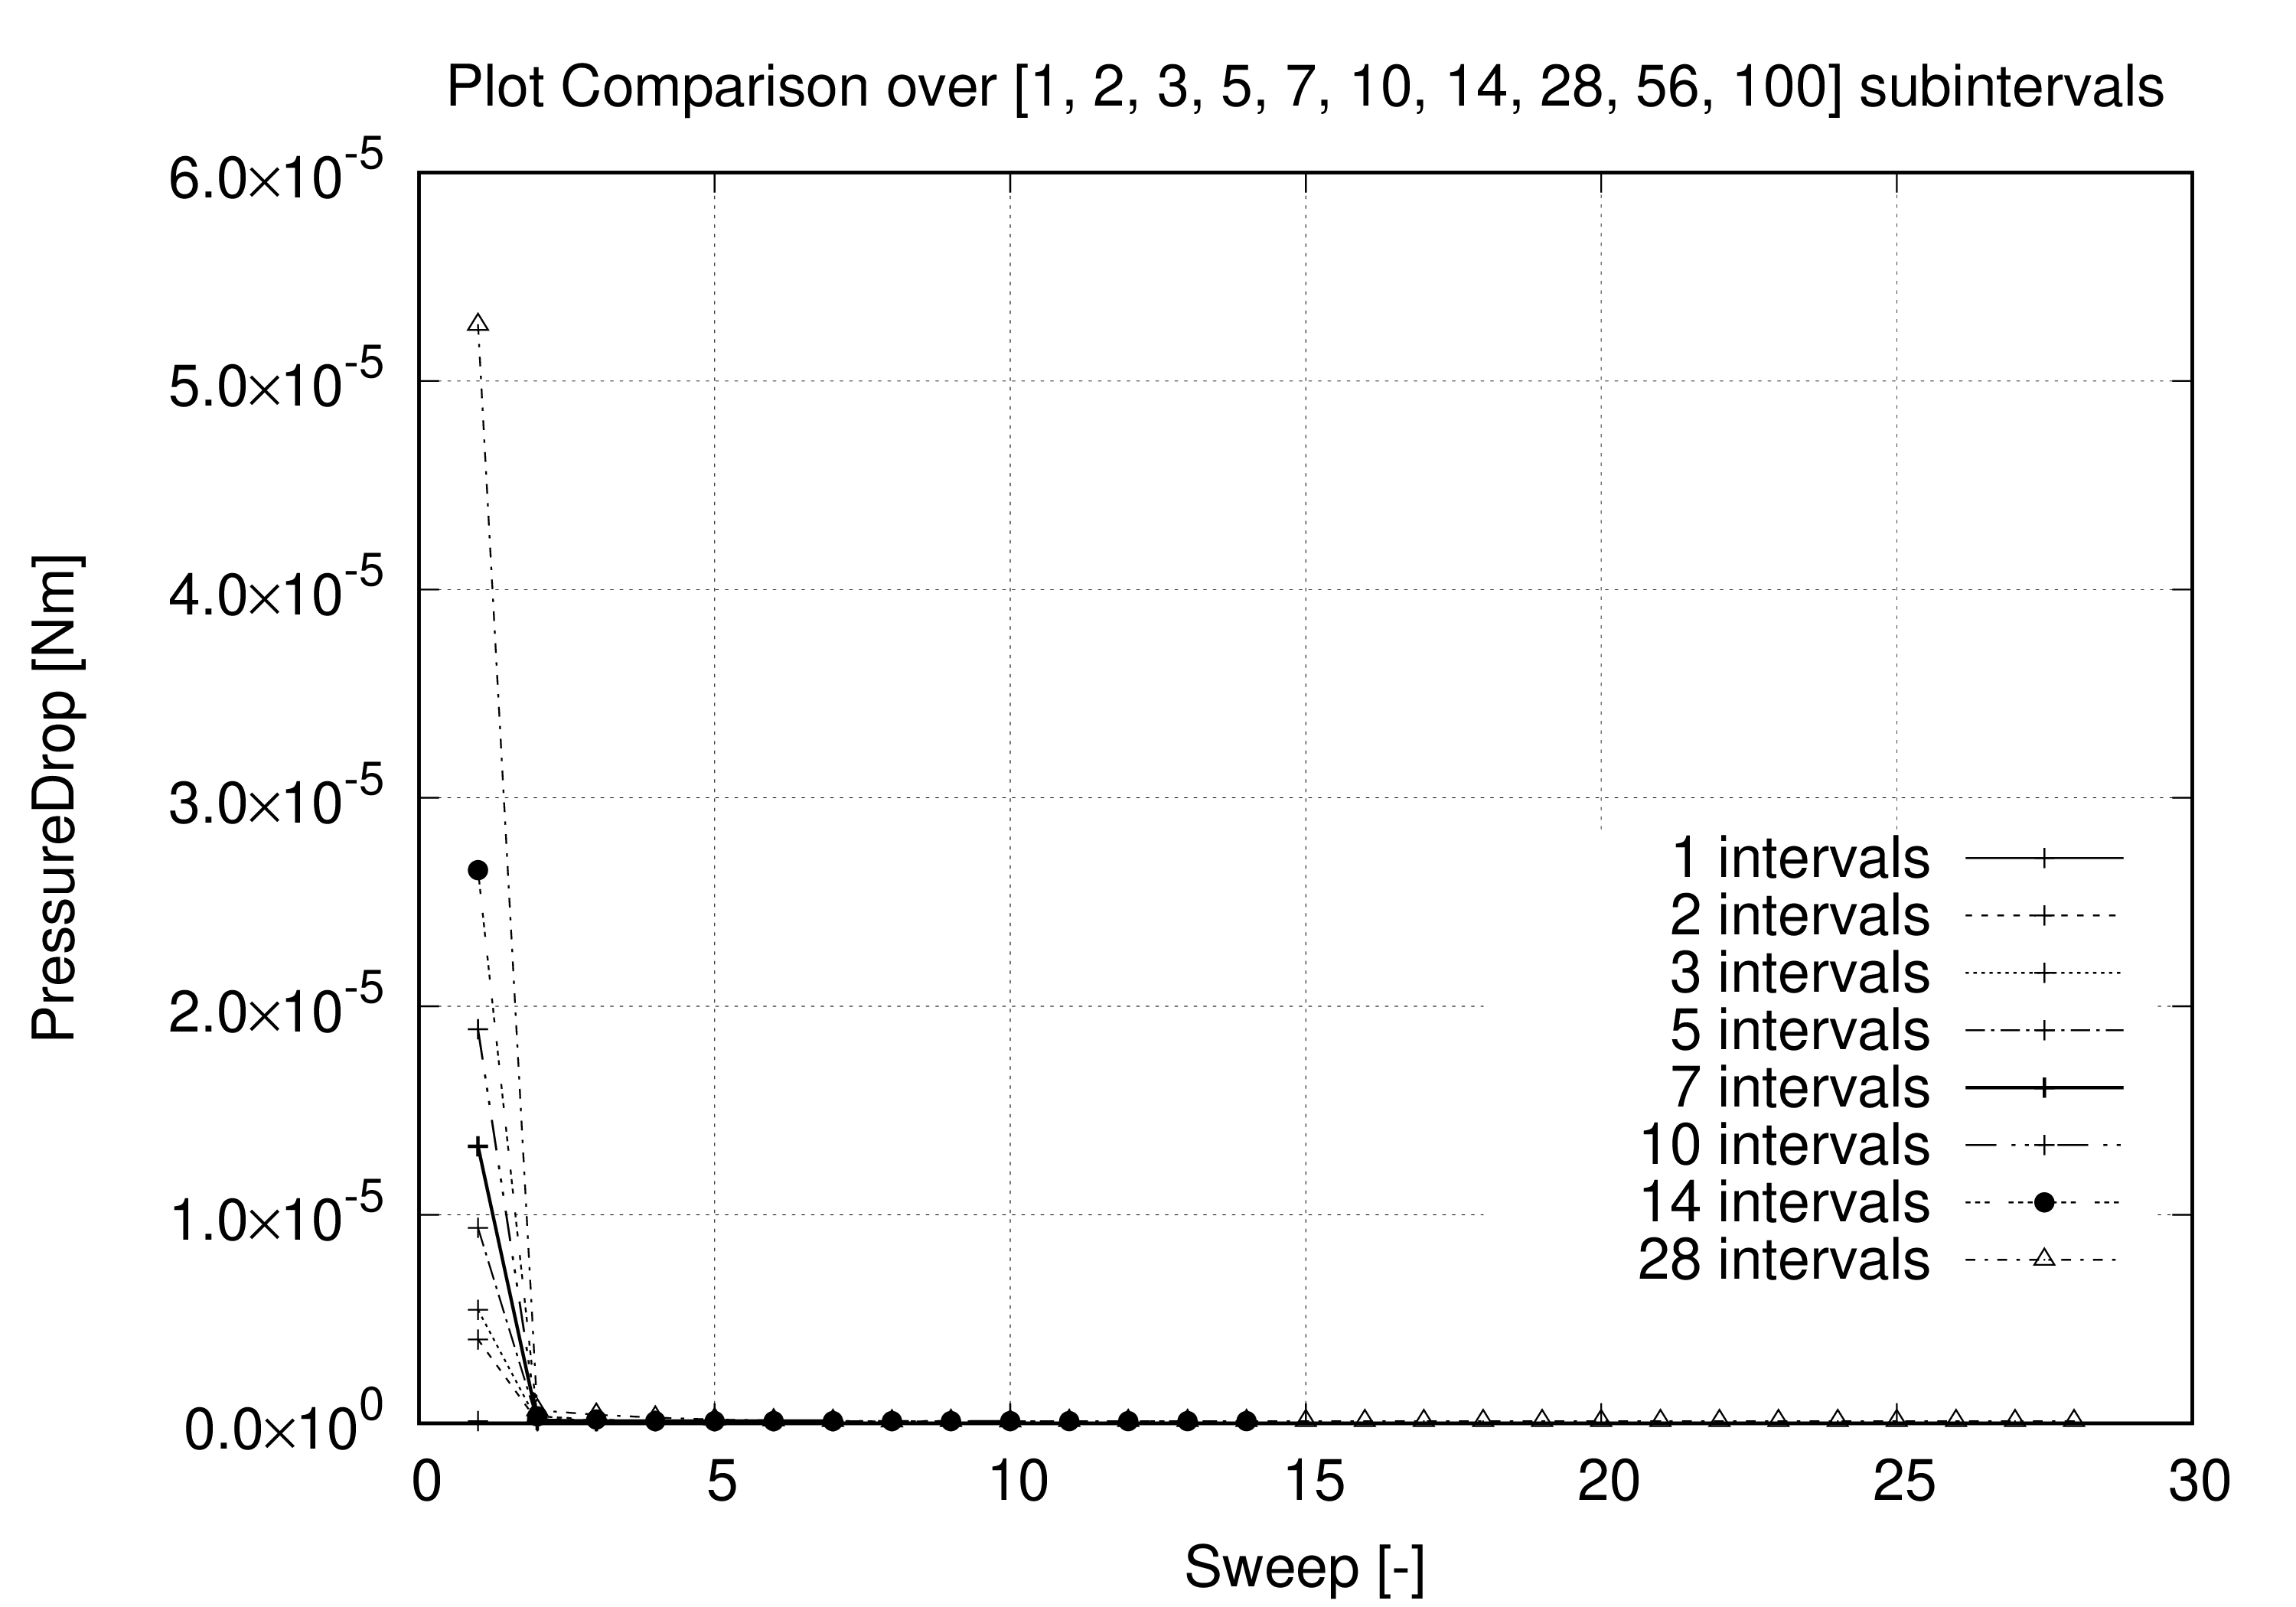 Plot Comparison over [1, 2, 3, 5, 7, 10, 14, 28, 56, 100] subintervals
6.0×10^-5
5.0×10^-5
4.0×10^-5
3.0×10^-5
2.0×10^-5
1.0×10^-5
0.0×10^0
PressureDrop [Nm]
1 intervals
2 intervals
3 intervals
5 intervals
7 intervals
10 intervals
14 intervals
28 intervals
0 5 10 15 20 25 30
Sweep [-]